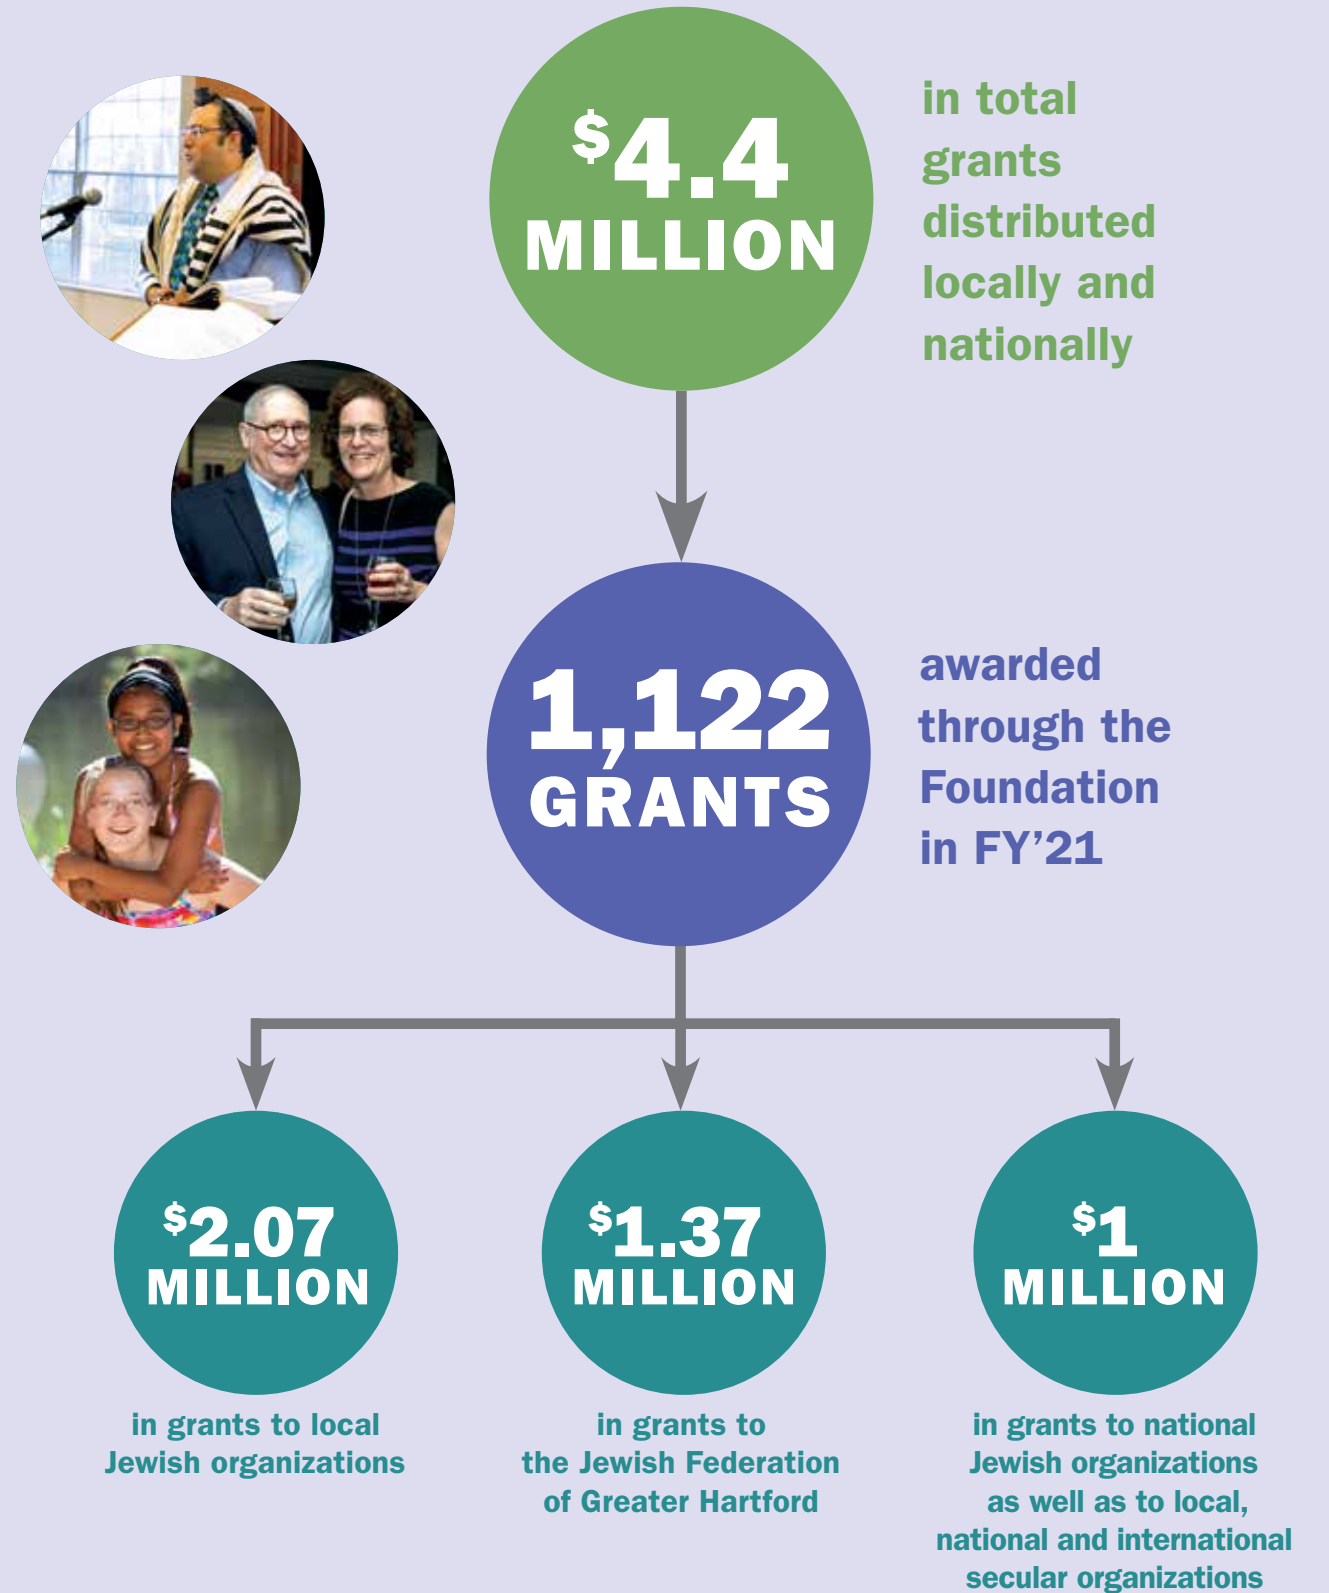 $4.4
MILLION
in total
grants
distributed
locally and
nationally
1,122
GRANTS
awarded
through the
Foundation
in FY’21
$2.07
MILLION
in grants to local
Jewish organizations
$1.37
MILLION
in grants to
the Jewish Federation
of Greater Hartford
$1
MILLION
in grants to national
Jewish organizations
as well as to local,
national and international
secular organizations